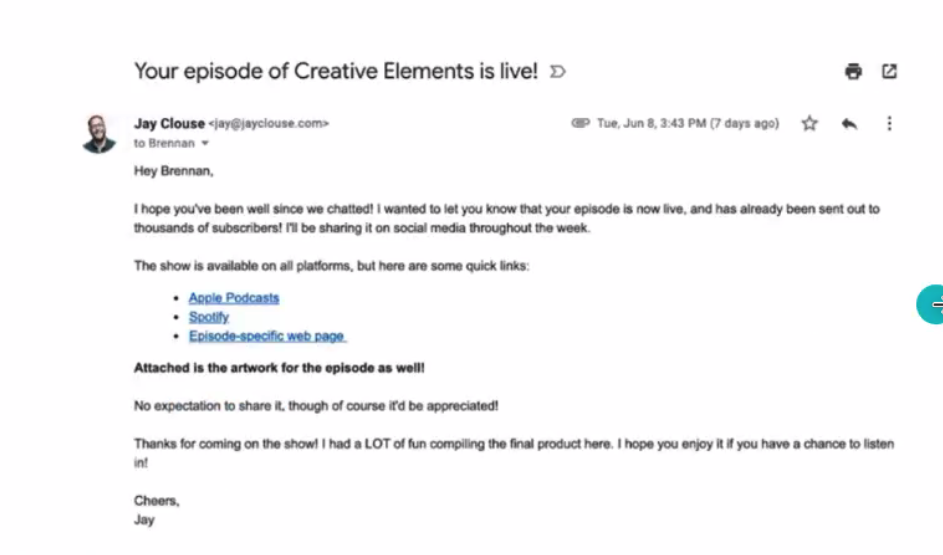 Your episode of Creative Elements is live!
Jay Clouse <jay@jayclouse.com>
Tue, Jun 8, 3:43 PM (7 days ago)
to Brennan
Hey Brennan,
I hope you've been well since we chatted! I wanted to let you know that your episode is now live, and has already been sent out to
thousands of subscribers! I'll be sharing it on social media throughout the week.
The show is available on all platforms, but here are some quick links:
• Apple Podcasts
• Spotify
• Episode-specific web page
Attached is the artwork for the episode as well!
No expectation to share it, though of course it'd be appreciated!
Thanks for coming on the show! I had a LOT of fun compiling the final product here. I hope you enjoy it if you have a chance to listen
in!
Cheers,
Jay